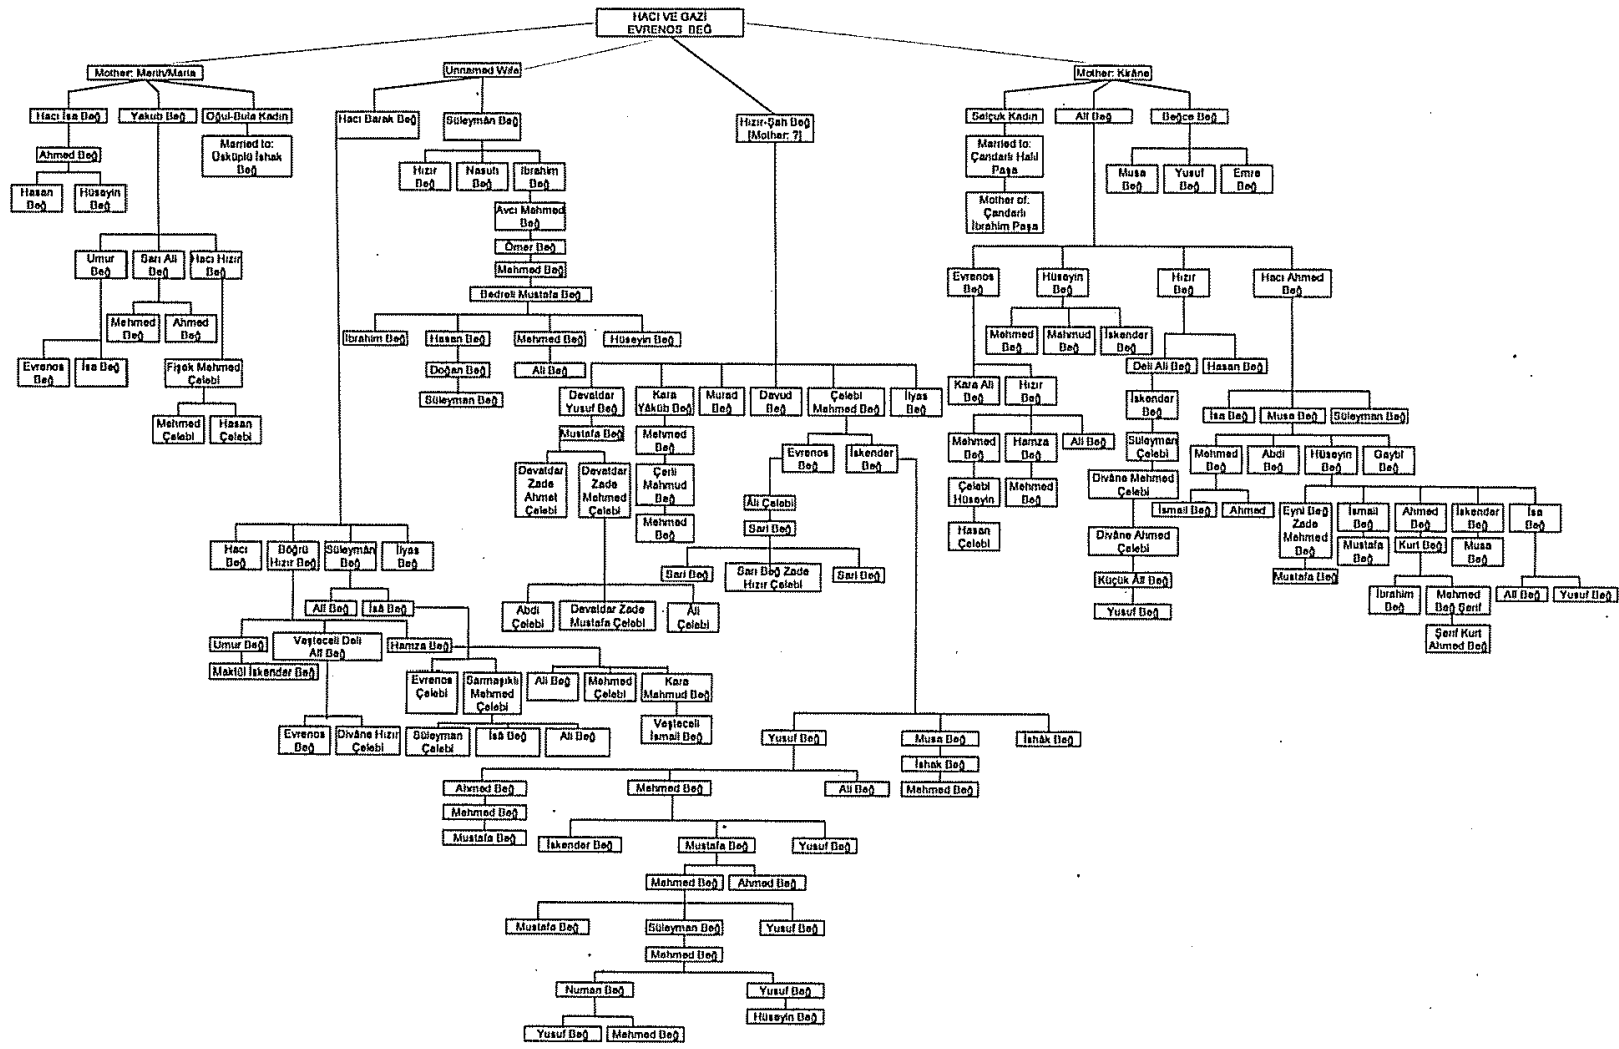 HACI VE GAZİ
EVRENOS BEĞ
Mother: Merih/Maria
Unnamed Wife
Mother: Kirâne
Hacı İsa Beğ
Yakub Beğ
Oğul-Bula Kadın
Hacı Barak Beğ
Süleymân Beğ
Hızır-Şah Beğ
[Mother: ?]
Selçuk Kadın
Ali Beğ
Beğce Beğ
Married to:
Üsküplü İshak
Beğ
Married to:
Çandarlı Halil
Paşa
Ahmed Beğ
Hızır
Beğ
Nasuh
Beğ
İbrahim
Beğ
Musa
Beğ
Yusuf
Beğ
Emre
Beğ
Hasan
Beğ
Hüseyin
Beğ
Mother of:
Çandarlı
İbrahim Paşa
Avcı Mehmed
Beğ
Ömer Beğ
Mehmed Beğ
Bedreli Mustafa Beğ
Umur
Beğ
Sarı Ali
Beğ
Hacı Hızır
Beğ
Evrenos
Beğ
Hüseyin
Beğ
Hızır
Beğ
Hacı Ahmed
Beğ
Mehmed
Beğ
Ahmed
Beğ
İbrahim Beğ
Hasan Beğ
Mehmed Beğ
Hüseyin Beğ
Mehmed
Beğ
Mahmud
Beğ
İskender
Beğ
Evrenos
Beğ
İsa Beğ
Fişek Mehmed
Çelebi
Doğan Beğ
Ali Beğ
Deli Ali Beğ
Hasan Beğ
Süleyman Beğ
Mehmed
Çelebi
Hasan
Çelebi
Devatdar
Yusuf Beğ
Kara
Yâkûb Beğ
Murad
Beğ
Davud
Beğ
Çelebi
Mehmed Beğ
İlyas
Beğ
Kara Ali
Beğ
Hızır
Beğ
İskender
Beğ
İsa Beğ
Musa Beğ
Süleyman Beğ
Mustafa Beğ
Mehmed
Beğ
Evrenos
Beğ
İskender
Beğ
Mehmed
Beğ
Hamza
Beğ
Ali Beğ
Süleyman
Çelebi
Mehmed
Beğ
Abdi
Beğ
Hüseyin
Beğ
Gaybi
Beğ
Devatdar
Zade
Ahmet
Çelebi
Devatdar
Zade
Mehmed
Çelebi
Çerli
Mahmud
Beğ
Mehmed
Beğ
Âli Çelebi
Sarı Beğ
Çelebi
Hüseyin
Mehmed
Beğ
Hasan
Çelebi
Divâne Mehmed
Çelebi
İsmail Beğ
Ahmed
Divâne Ahmed
Çelebi
Küçük Âli Beğ
Yusuf Beğ
Eyni Beğ
Zade
Mehmed
Beğ
İsmail
Beğ
Ahmed
Beğ
İskender
Beğ
İsa
Beğ
Mustafa
Beğ
Kurt Beğ
Musa
Beğ
Mustafa Beğ
Hacı
Beğ
Böğrü
Hızır Beğ
Süleymân
Beğ
İlyas
Beğ
Sarı Beğ
Sarı Beğ Zade
Hızır Çelebi
Sarı Beğ
İbrahim
Beğ
Mehmed
Beğ Şerif
Ali Beğ
Yusuf Beğ
Ali Beğ
İsâ Beğ
Abdi
Çelebi
Devatdar Zade
Mustafa Çelebi
Âli
Çelebi
Şerif Kurt
Ahmed Beğ
Umur Beğ
Veşteceli Deli
Ali Beğ
Hamza Beğ
Maktûl İskender Beğ
Evrenos
Çelebi
Sarmaşıklı
Mehmed
Çelebi
Ali Beğ
Mehmed
Çelebi
Kara
Mahmud Beğ
Evrenos
Beğ
Divâne Hızır
Çelebi
Süleyman
Çelebi
İsâ Beğ
Ali Beğ
Veşteceli
İsmail Beğ
Yusuf Beğ
Musa Beğ
İshâk Beğ
İshak Beğ
Ahmed Beğ
Mehmed Beğ
Ali Beğ
Mehmed Beğ
Mehmed Beğ
Mustafa Beğ
İskender Beğ
Mustafa Beğ
Yusuf Beğ
Mehmed Beğ
Ahmed Beğ
Mustafa Beğ
Süleyman Beğ
Yusuf Beğ
Mehmed Beğ
Numan Beğ
Yusuf Beğ
Hüseyin Beğ
Yusuf Beğ
Mehmed Beğ